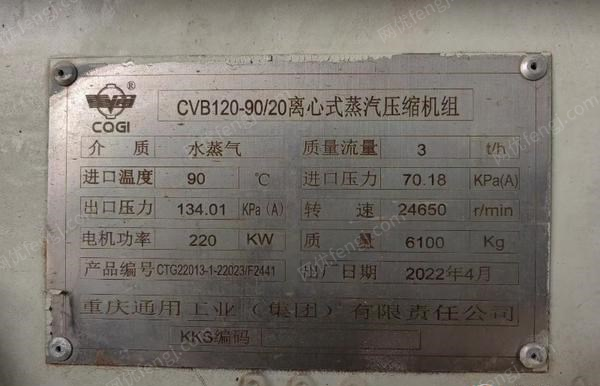 ®
CQGI
CVB120-90/20离心式蒸汽压缩机组
介 质 水蒸气 质量流量 3 t/h
进口温度 90 ℃ 进口压力 70.18 KPa(A)
出口压力 134.01 KPa(A) 转 速 24650 r/min
电机功率 220 KW 质 量 6100 Kg
产品编号 CTG22013-1-22023/F2441 出厂日期 2022年4月
重庆通用工业(集团)有限责任公司
KKS编码